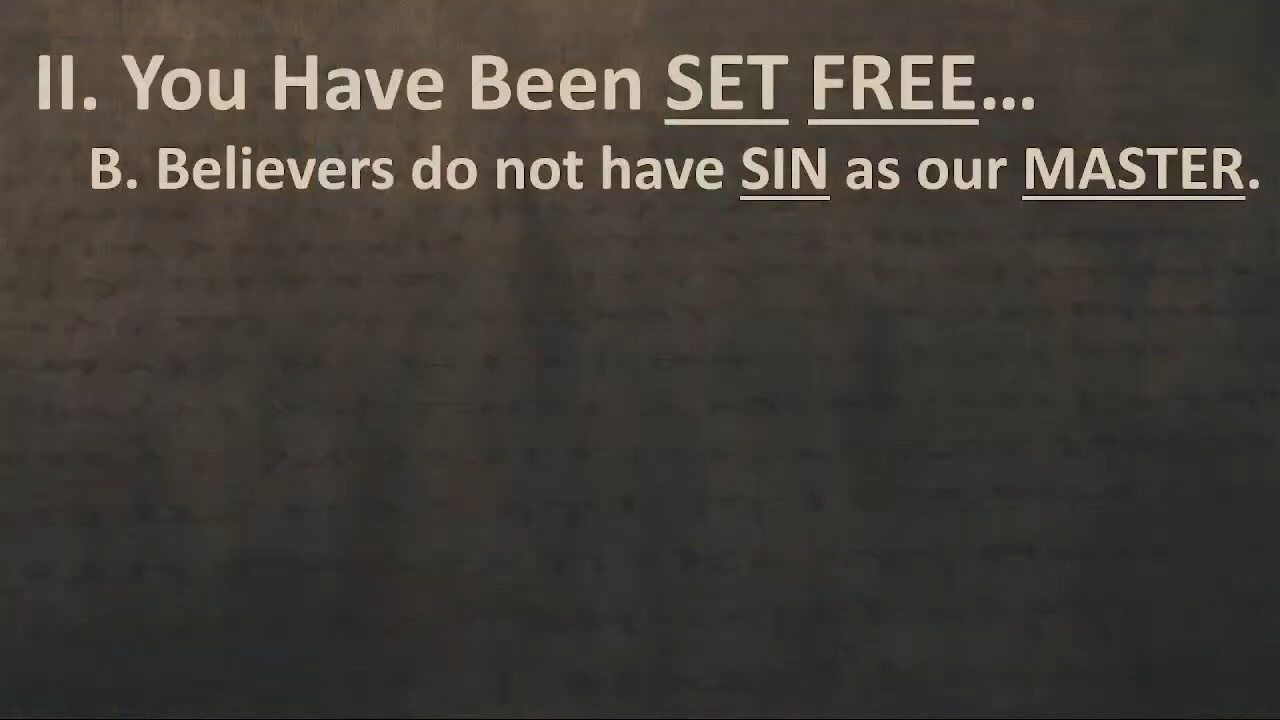 II. You Have Been SET FREE...
B. Believers do not have SIN as our MASTER.